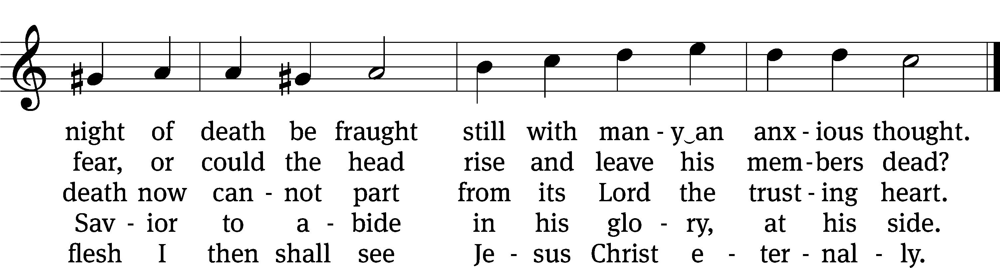 night of death be fraught still with man - y‿an anx - ious thought.
fear, or could the head rise and leave his mem - bers dead?
death now can - not part from its Lord the trust - ing heart.
Sav - ior to a - bide in his glo - ry, at his side.
flesh I then shall see Je - sus Christ e - ter - nal - ly.